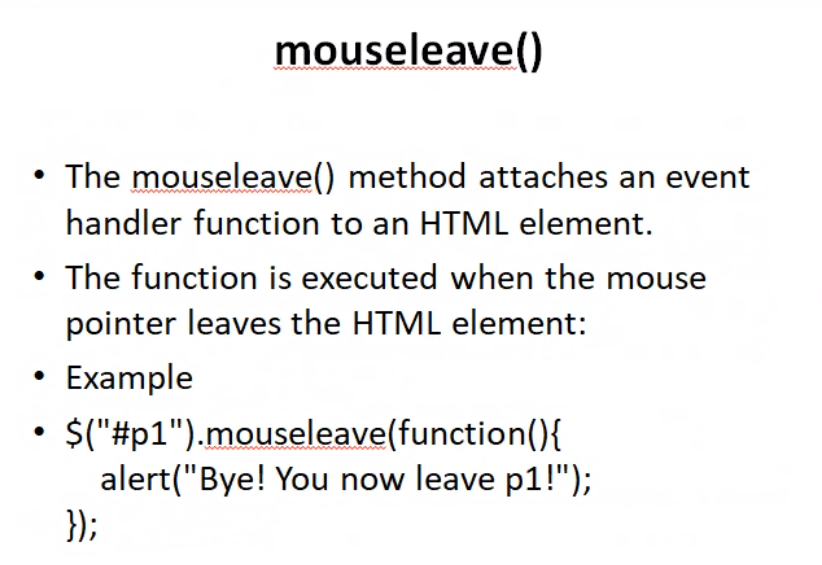 mouseleave()
• The mouseleave() method attaches an event
handler function to an HTML element.
• The function is executed when the mouse
pointer leaves the HTML element:
• Example
• $("#p1").mouseleave(function(){
alert("Bye! You now leave p1!");
});